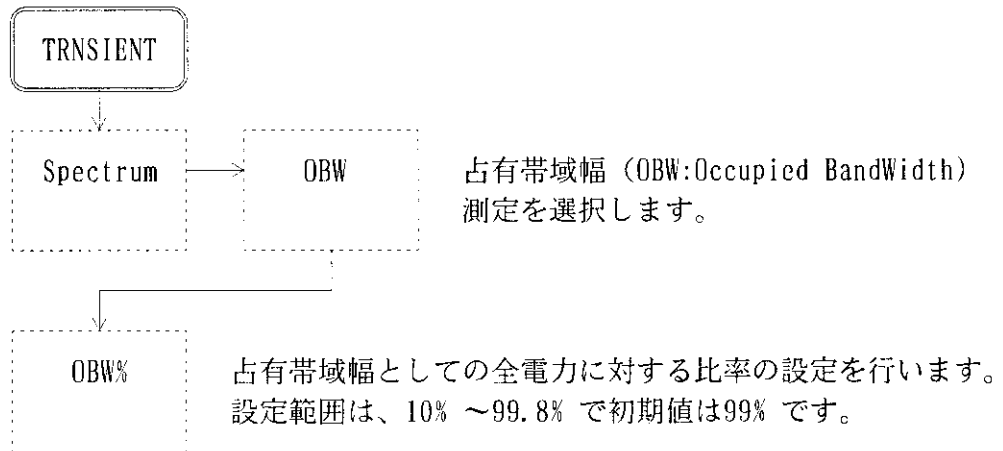 TRNSIENT
Spectrum
OBW
占有帯域幅 (OBW:Occupied BandWidth)
測定を選択します。
OBW%
占有帯域幅としての全電力に対する比率の設定を行います。
設定範囲は、10% ～99.8% で初期値は99% です。